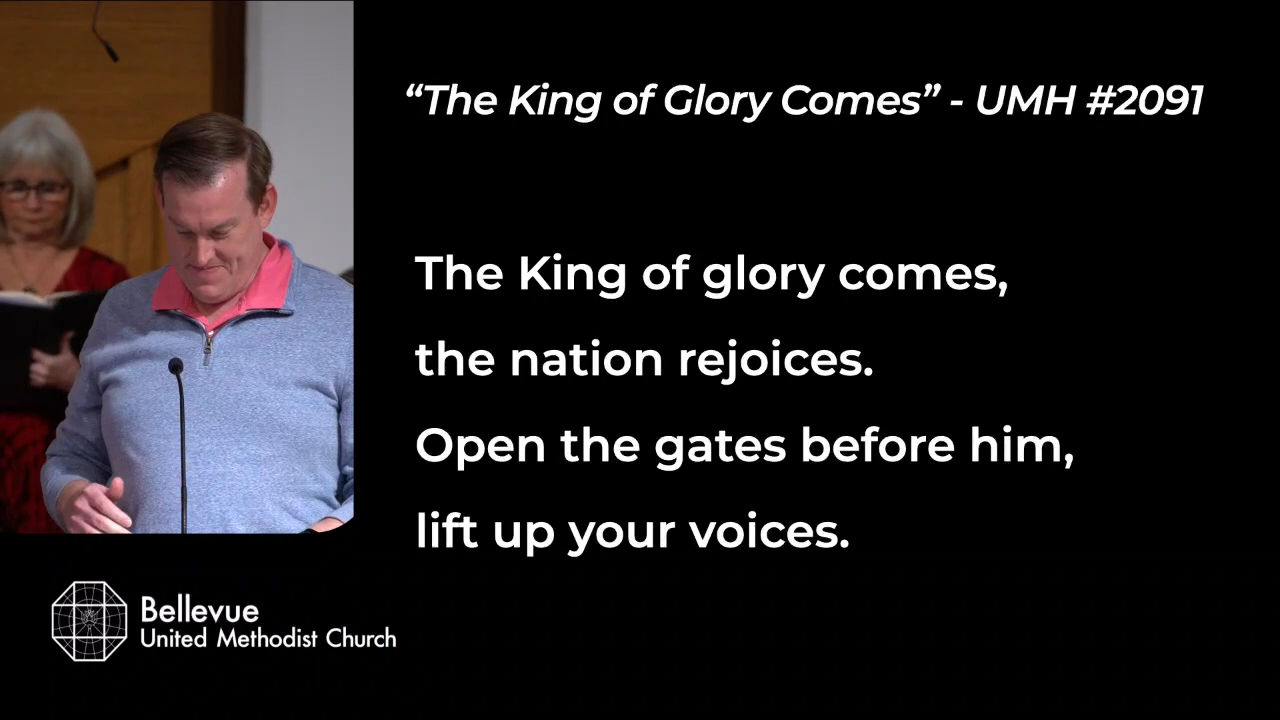 “The King of Glory Comes” - UMH #2091
The King of glory comes,
the nation rejoices.
Open the gates before him,
lift up your voices.
Bellevue
United Methodist Church